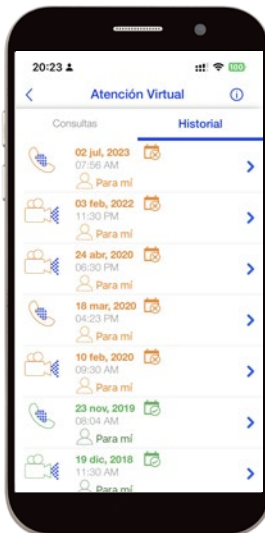 20:23
100
Atención Virtual
Consultas
Historial
02 jul, 2023
07:56 AM
Para mí
03 feb, 2022
11:30 PM
Para mí
24 abr, 2020
06:30 PM
Para mí
18 mar, 2020
04:23 PM
Para mí
10 feb, 2020
09:30 AM
Para mí
23 nov, 2019
08:04 AM
Para mí
19 dic, 2018
11:30 AM
Para mí